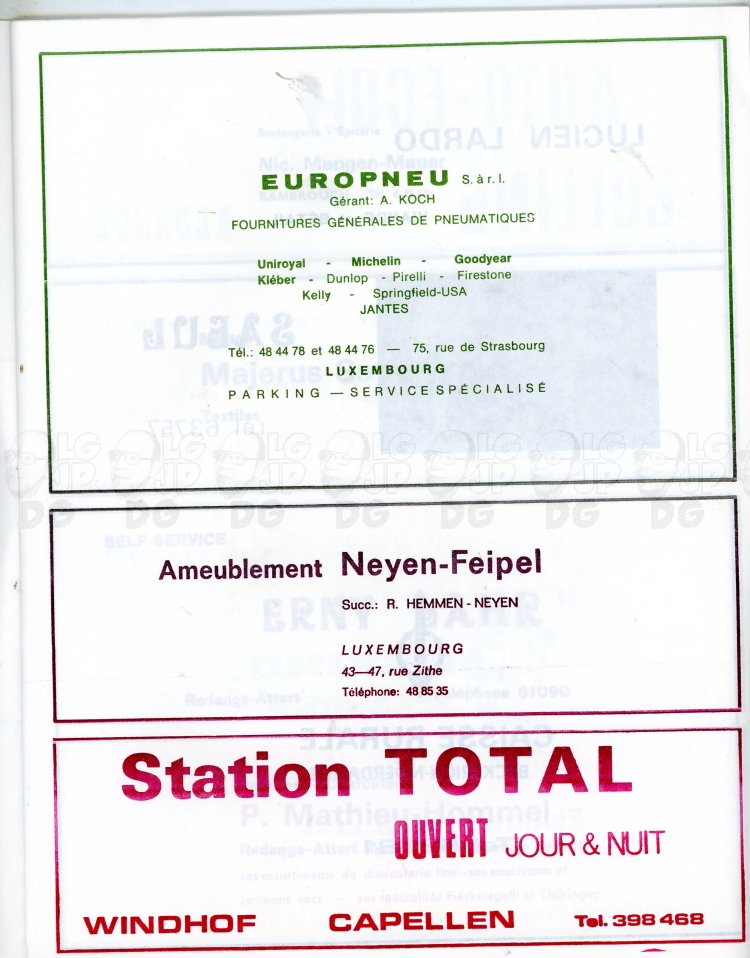 EUROPNEU S. à r. l.
Gérant: A. KOCH
FOURNITURES GÉNÉRALES DE PNEUMATIQUES
Uniroyal - Michelin - Goodyear
Kléber - Dunlop - Pirelli - Firestone
Kelly - Springfield-USA
JANTES
Tél.: 48 44 78 et 48 44 76 — 75, rue de Strasbourg
LUXEMBOURG
PARKING — SERVICE SPÉCIALISÉ
Ameublement Neyen-Feipel
Succ.: R. HEMMEN - NEYEN
LUXEMBOURG
43—47, rue Zithe
Téléphone: 48 85 35
Station TOTAL
OUVERT JOUR & NUIT
WINDHOF CAPELLEN Tel. 398 468